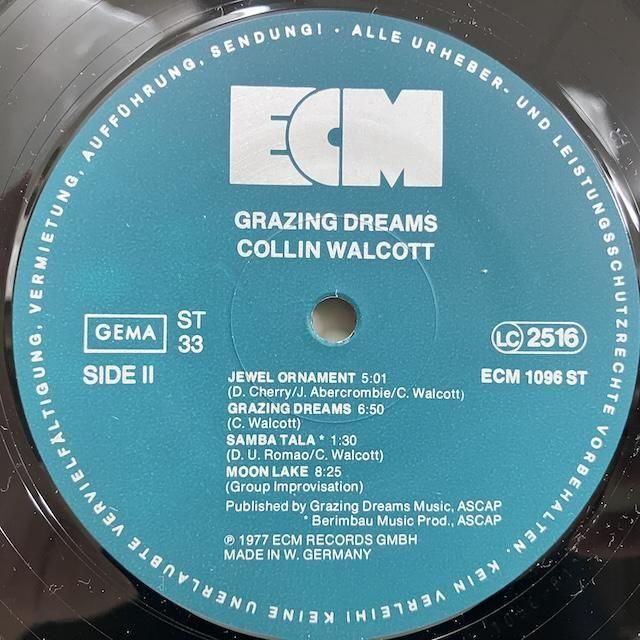 ALLE URHEBER- UND LEISTUNGSSCHUTZRECHTE VORBEHALTEN. KEIN VERLEIH! KEINE UNERLAUBTE VERVIELFÄLTIGUNG, VERMIETUNG, AUFFÜHRUNG, SENDUNG! ·
ECM
GRAZING DREAMS
COLLIN WALCOTT
GEMA
ST
33
SIDE II
LC 2516
ECM 1096 ST
JEWEL ORNAMENT 5:01
(D. Cherry/J. Abercrombie/C. Walcott)
GRAZING DREAMS 6:50
(C. Walcott)
SAMBA TALA * 1:30
(D. U. Romao/C. Walcott)
MOON LAKE 8:25
(Group Improvisation)
Published by Grazing Dreams Music, ASCAP
* Berimbau Music Prod., ASCAP
℗ 1977 ECM RECORDS GMBH
MADE IN W. GERMANY